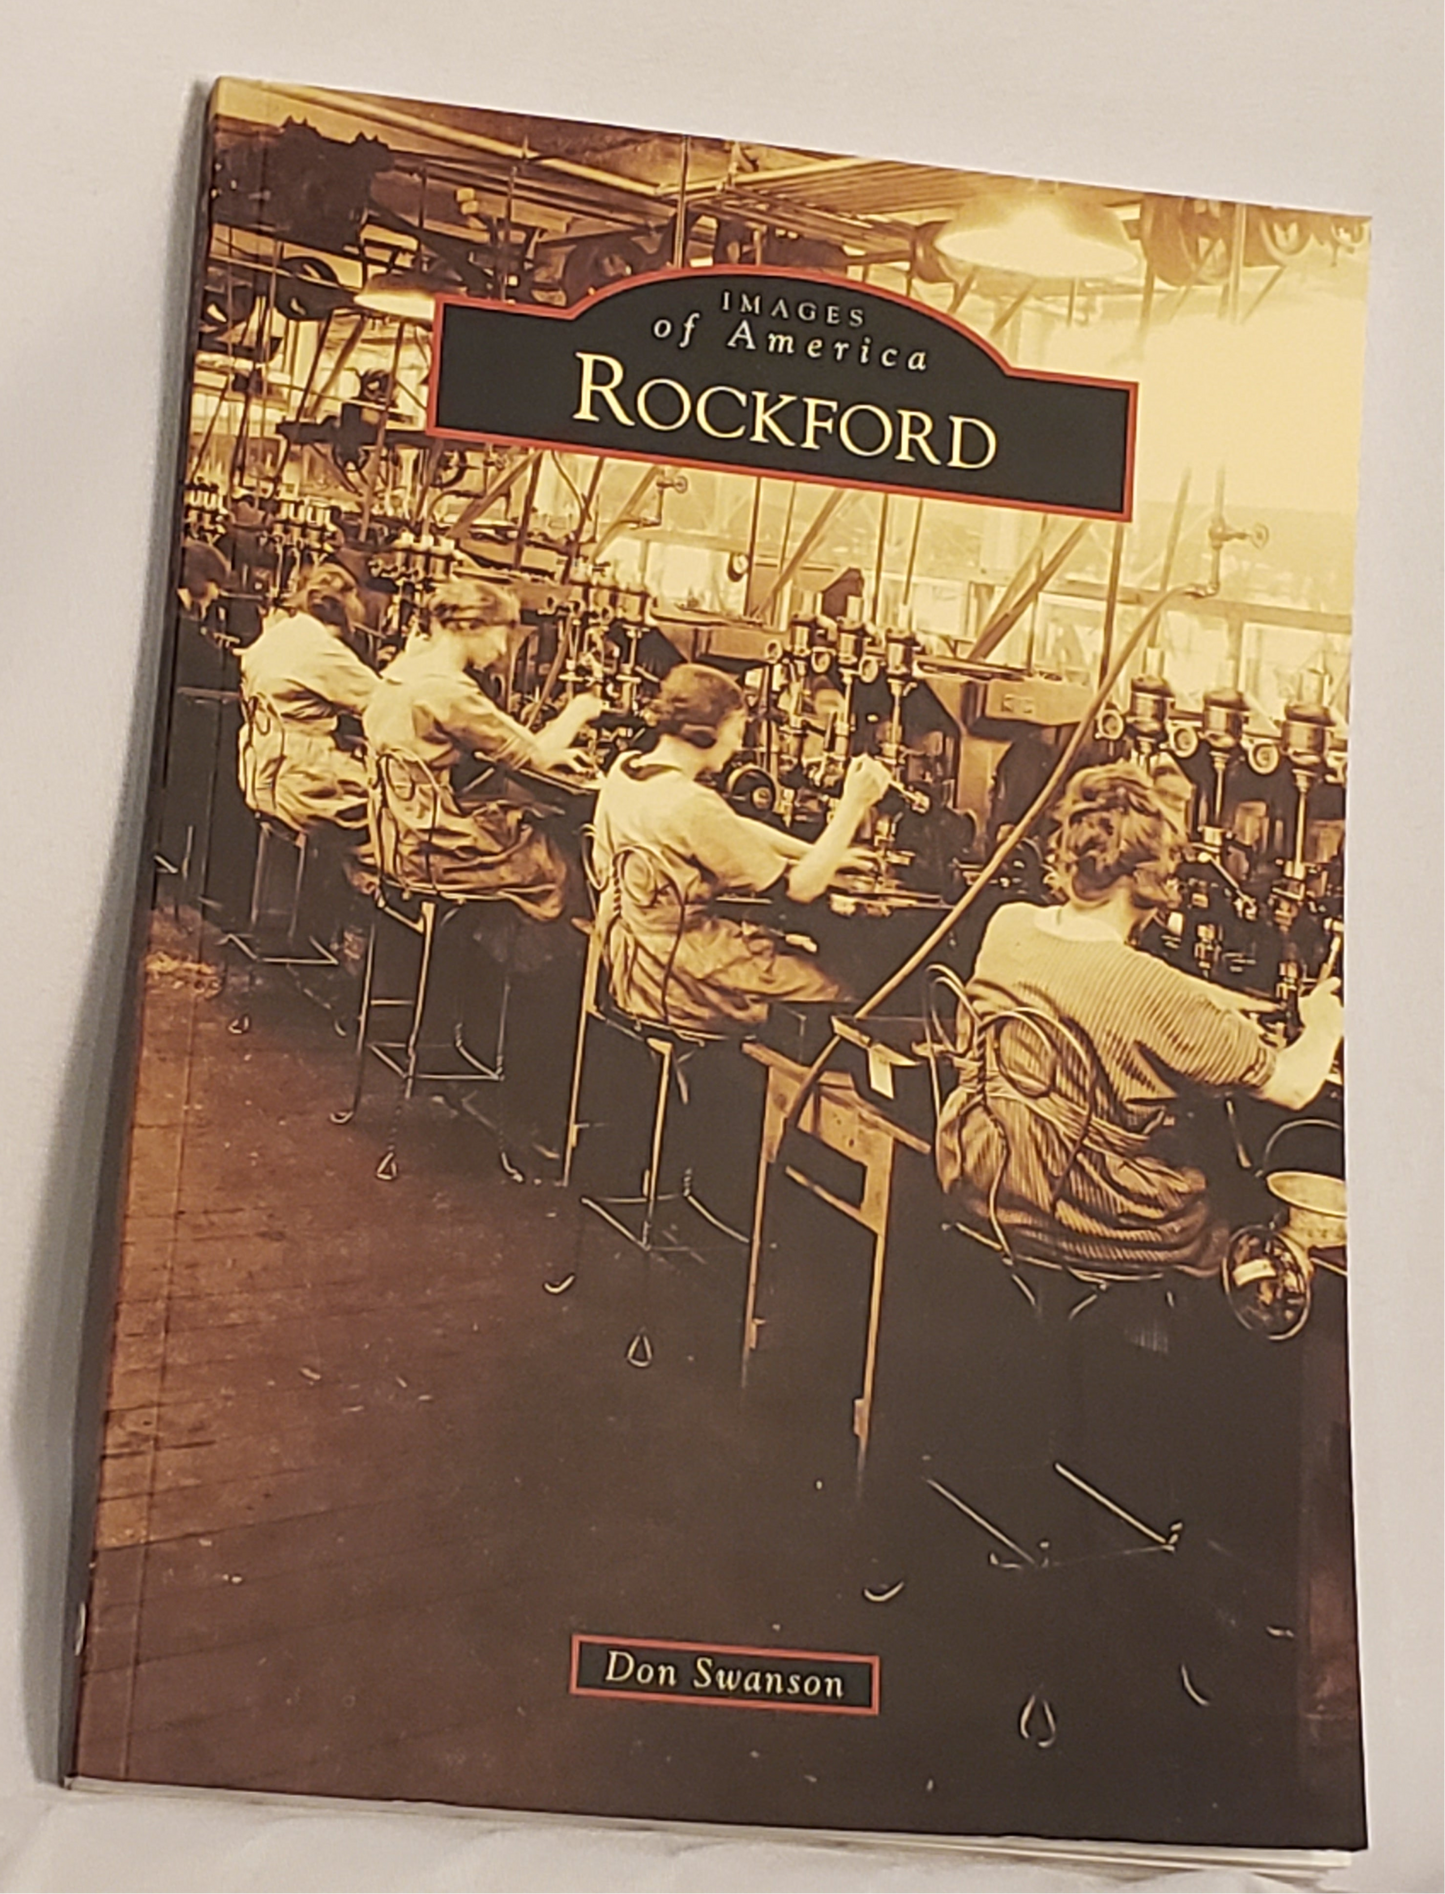 IMAGES
of America
ROCKFORD
Don Swanson